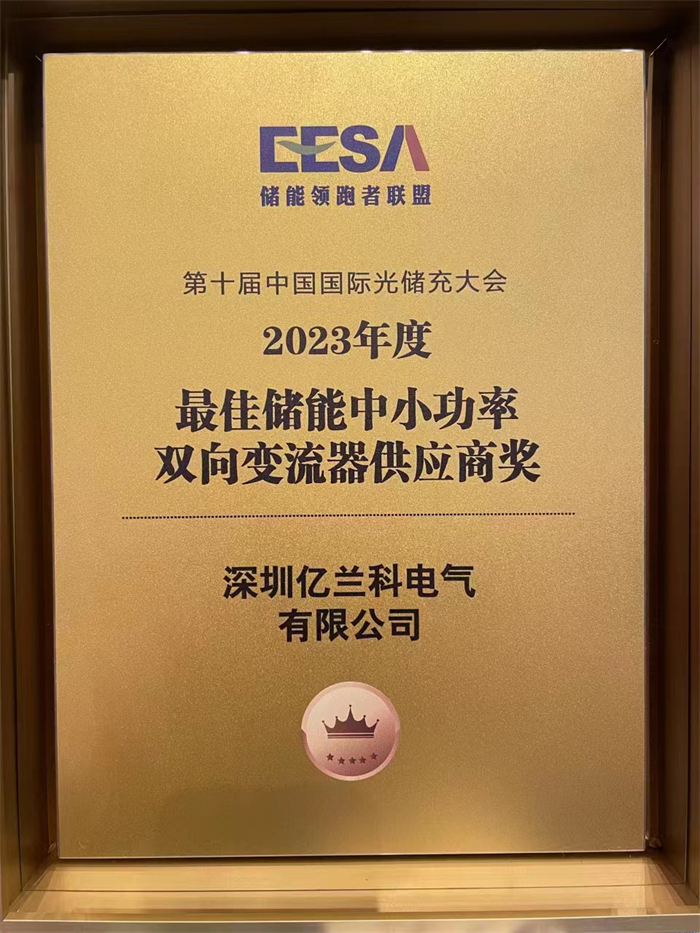 EESA
储能领跑者联盟
第十届中国国际光储充大会
2023年度
最佳储能中小功率
双向变流器供应商奖
深圳亿兰科电气
有限公司